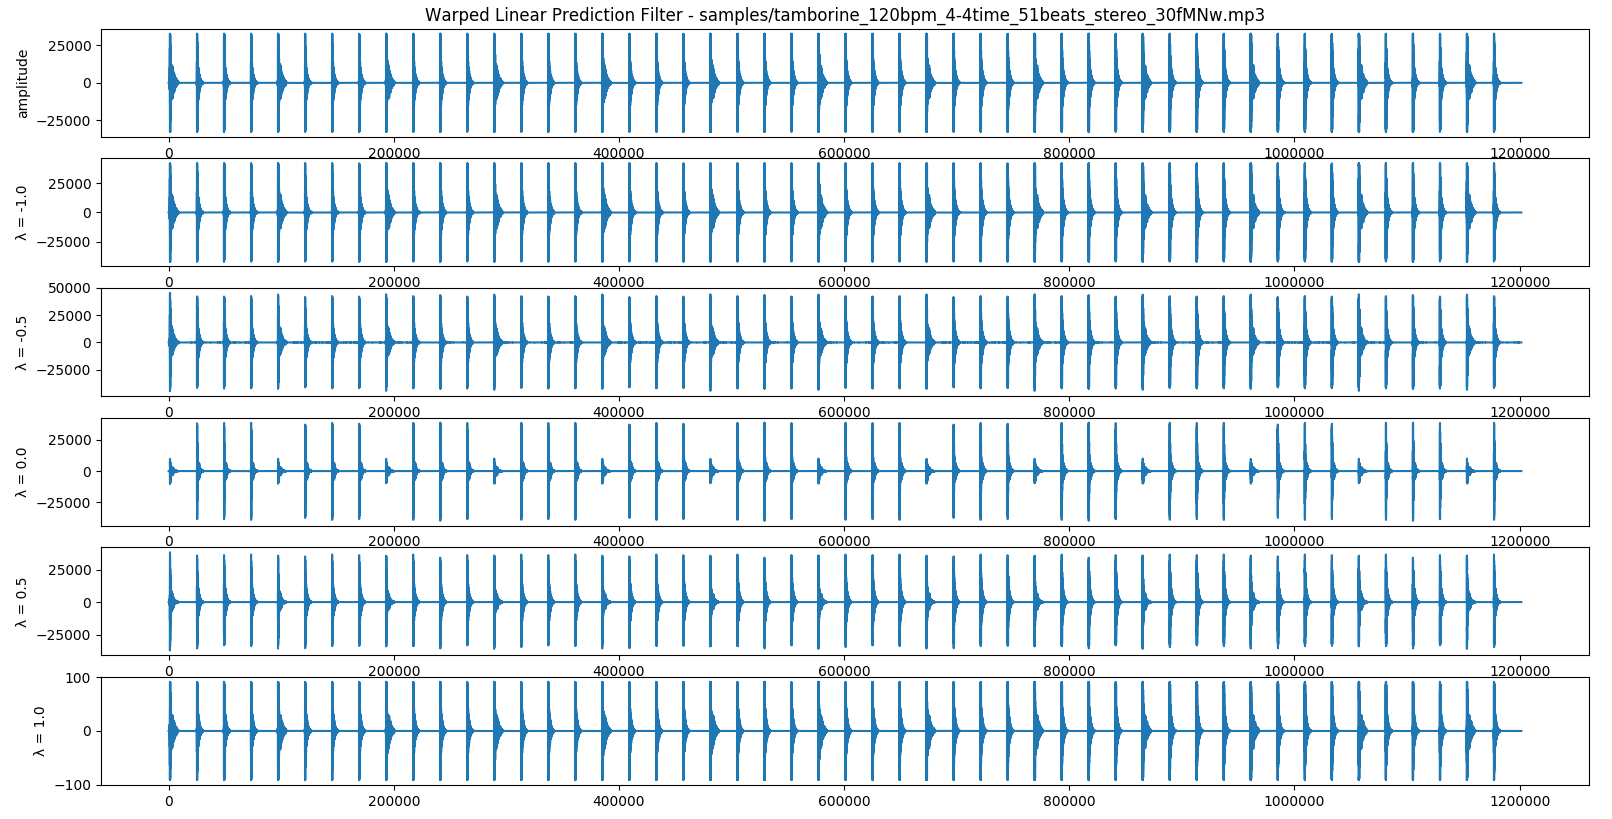 Warped Linear Prediction Filter - samples/tamborine_120bpm_4-4time_51beats_stereo_30fMNw.mp3
amplitude
25000
0
−25000
0 200000 400000 600000 800000 1000000 1200000
λ = -1.0
25000
0
−25000
0 200000 400000 600000 800000 1000000 1200000
λ = -0.5
50000
25000
0
−25000
0 200000 400000 600000 800000 1000000 1200000
λ = 0.0
25000
0
−25000
0 200000 400000 600000 800000 1000000 1200000
λ = 0.5
25000
0
−25000
0 200000 400000 600000 800000 1000000 1200000
λ = 1.0
100
0
−100
0 200000 400000 600000 800000 1000000 1200000